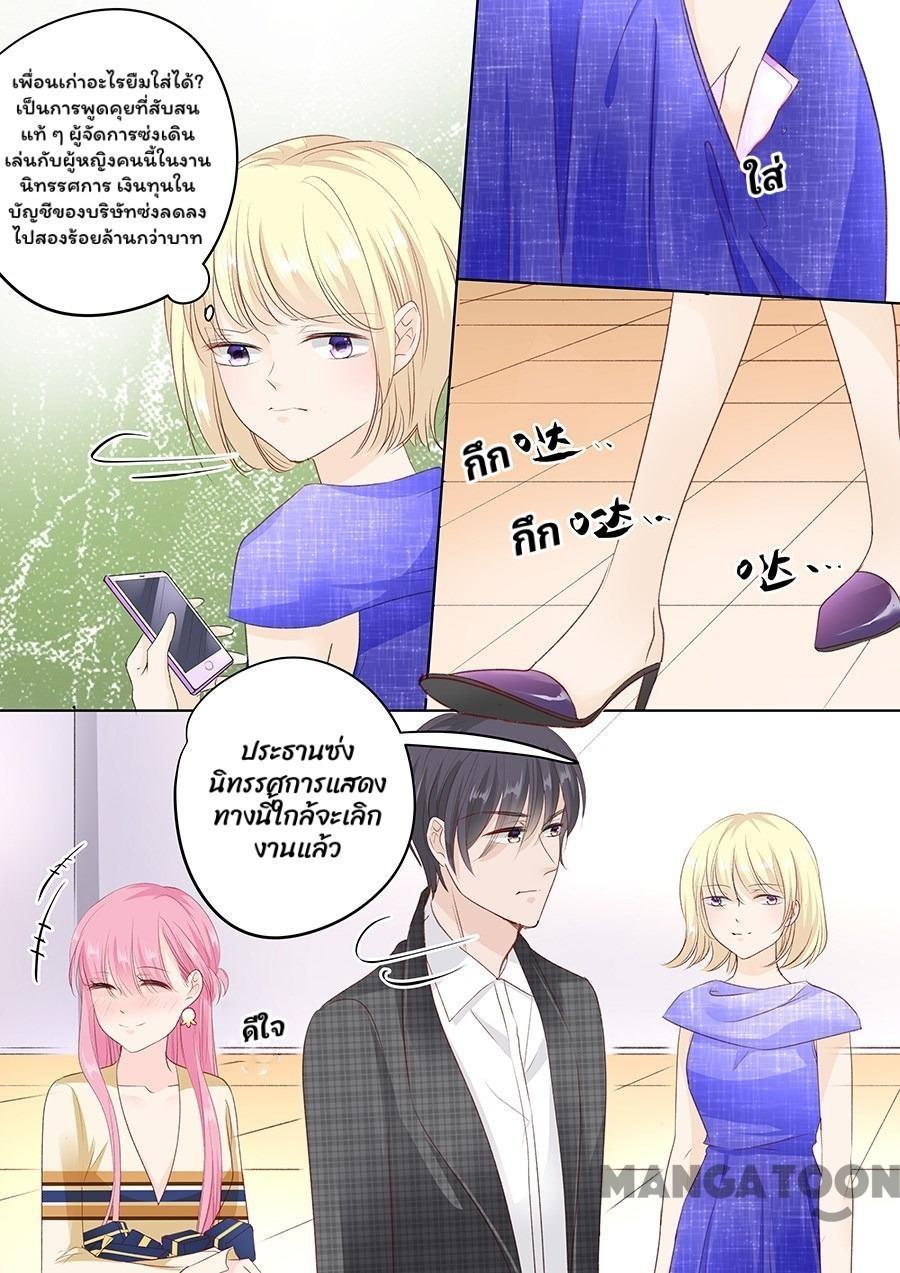 เพื่อนเก่าอะไรยืมใส่ได้?
เป็นการพูดคุยที่สับสน
แท้ ๆ ผู้จัดการซ่งเดิน
เล่นกับผู้หญิงคนนี้ในงาน
นิทรรศการ เงินทุนใน
บัญชีของบริษัทซ่งลดลง
ไปสองร้อยล้านกว่าบาท
ใส่
กึก 哒...
กึก 哒...
哒...
ประธานซ่ง
นิทรรศการแสดง
ทางนี้ใกล้จะเลิก
งานแล้ว
ดีใจ
MANGATOON